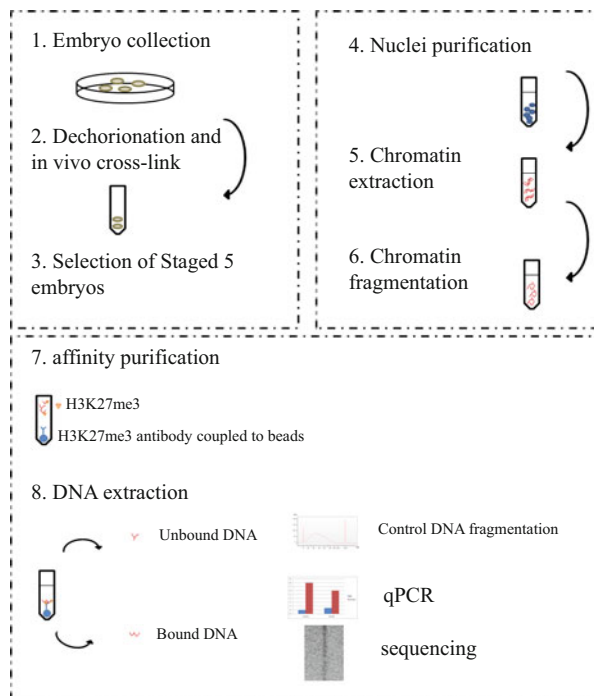 1. Embryo collection
2. Dechorionation and
in vivo cross-link
3. Selection of Staged 5
embryos
4. Nuclei purification
5. Chromatin
extraction
6. Chromatin
fragmentation
7. affinity purification
H3K27me3
H3K27me3 antibody coupled to beads
8. DNA extraction
Unbound DNA
Control DNA fragmentation
qPCR
Bound DNA
sequencing